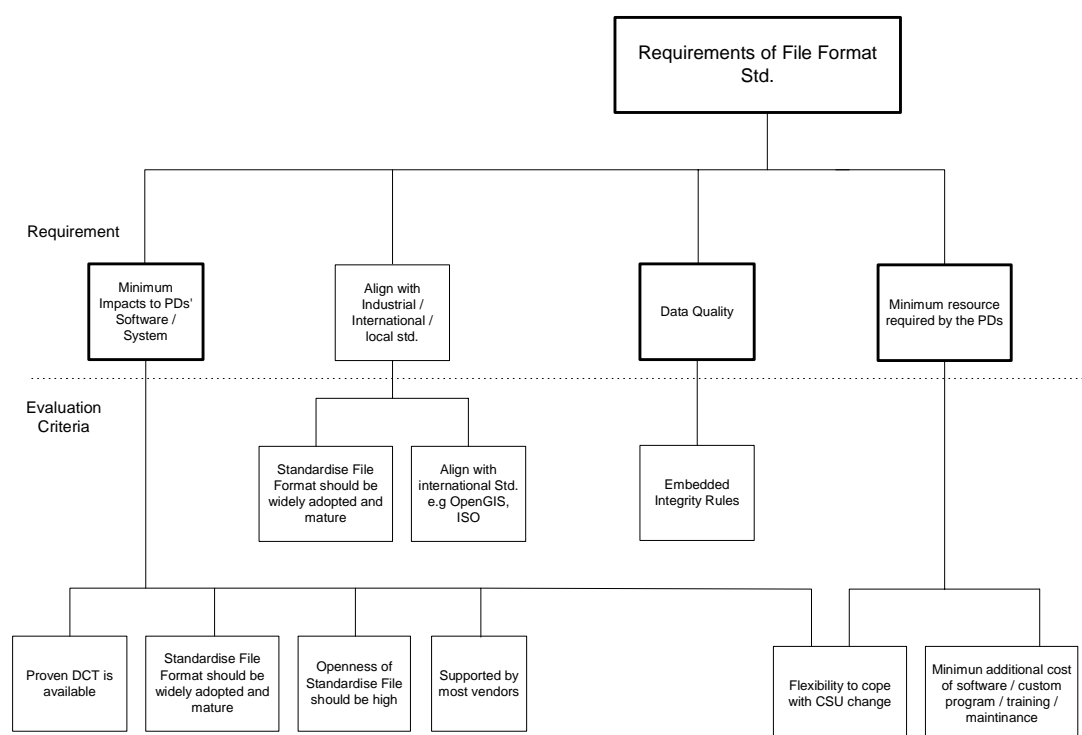 Requirements of File Format
Std.
Requirement
Minimum
Impacts to PDs'
Software /
System
Align with
Industrial /
International /
local std.
Data Quality
Minimum resource
required by the PDs
Evaluation
Criteria
Standardise File
Format should be
widely adopted and
mature
Align with
international Std.
e.g OpenGIS,
ISO
Embedded
Integrity Rules
Proven DCT is
available
Standardise File
Format should be
widely adopted and
mature
Openness of
Standardise File
should be high
Supported by
most vendors
Flexibility to cope
with CSU change
Minimun additional cost
of software / custom
program / training /
maintinance